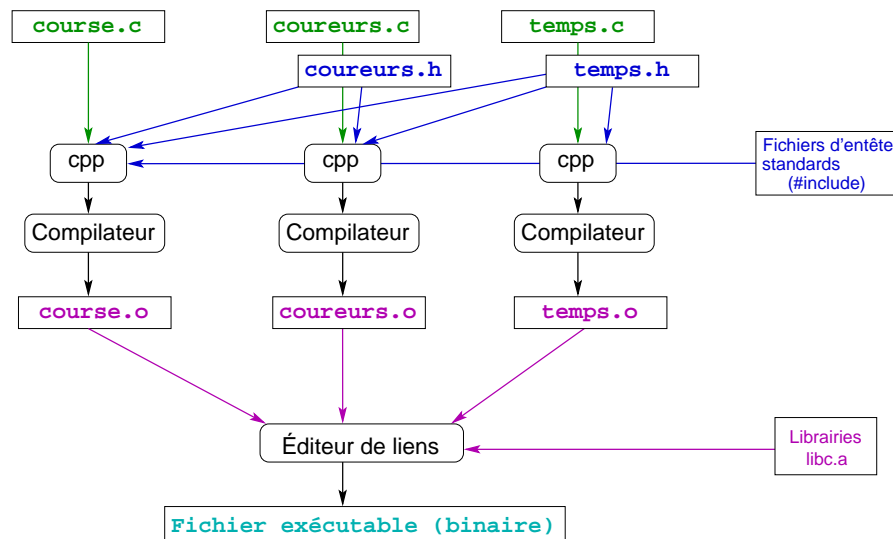 course.c
coureurs.c
temps.c
coureurs.h
temps.h
cpp
cpp
cpp
Fichiers d'entête
standards
(#include)
Compilateur
Compilateur
Compilateur
course.o
coureurs.o
temps.o
Éditeur de liens
Librairies
libc.a
Fichier exécutable (binaire)